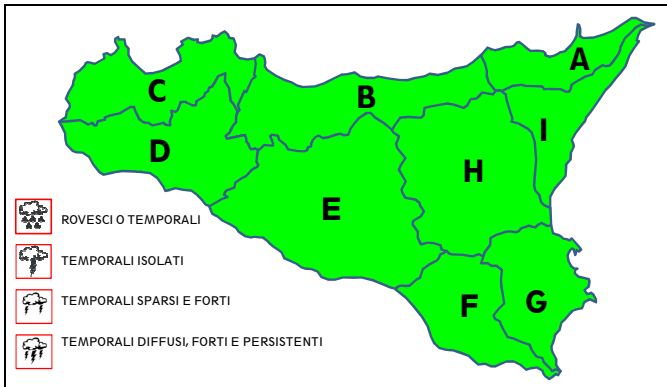 A
C
B
I
D
H
E
ROVESCI O TEMPORALI
TEMPORALI ISOLATI
TEMPORALI SPARSI E FORTI
F
G
TEMPORALI DIFFUSI, FORTI E PERSISTENTI